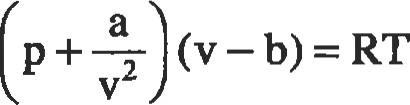 (p + a/v²)(v − b) = RT